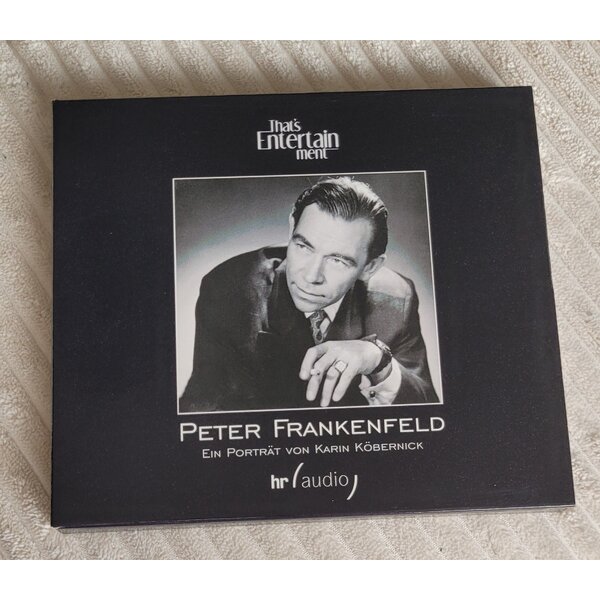 That's
Entertain
ment
PETER FRANKENFELD
EIN PORTRÄT VON KARIN KÖBERNICK
hr(audio)